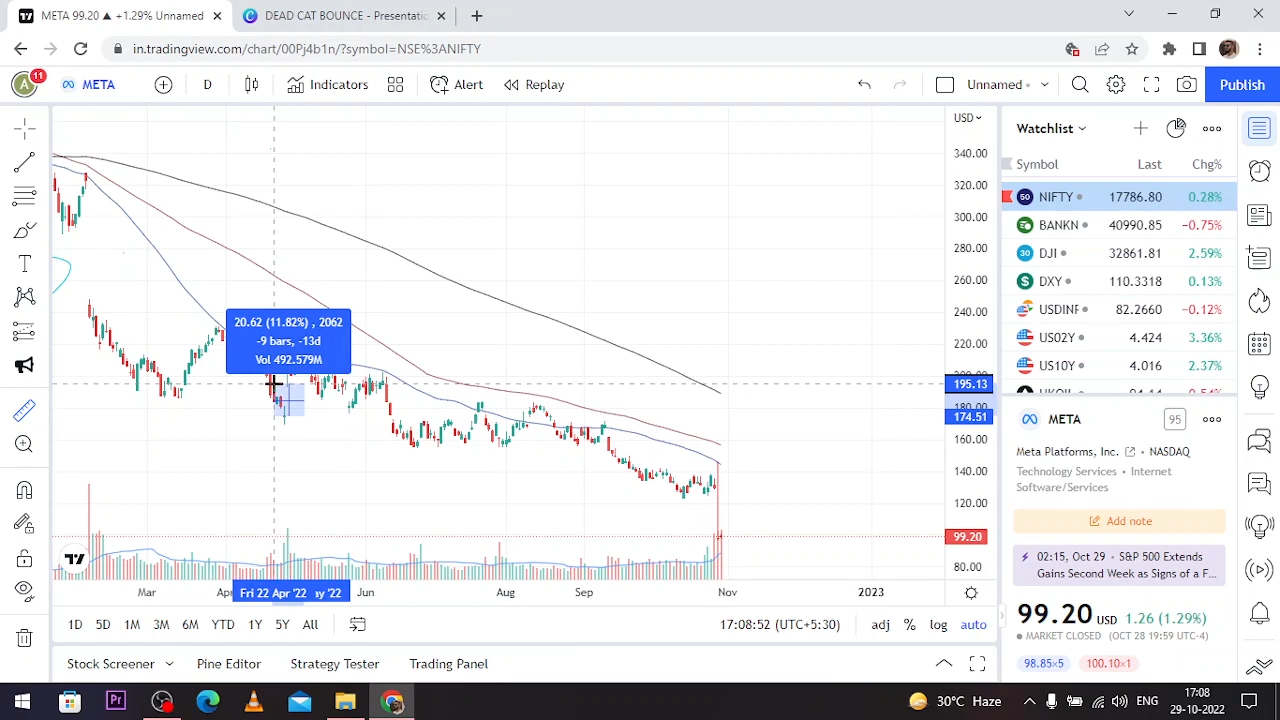 META 99.20 ▲ +1.29% Unnamed
DEAD CAT BOUNCE - Presentatic
in.tradingview.com/chart/00Pj4b1n/?symbol=NSE%3ANIFTY
A
11
META
D
Indicators
Alert
Replay
Unnamed
Publish
USD
340.00
320.00
300.00
280.00
260.00
240.00
220.00
195.13
174.51
160.00
140.00
120.00
99.20
80.00
20.62 (11.82%) , 2062
-9 bars, -13d
Vol 492.579M
Mar
Fri 22 Apr '22
Jun
Aug
Sep
Nov
2023
1D
5D
1M
3M
6M
YTD
1Y
5Y
All
17:08:52 (UTC+5:30)
adj
%
log
auto
Stock Screener
Pine Editor
Strategy Tester
Trading Panel
Watchlist
Symbol
Last
Chg%
50
NIFTY
17786.80
0.28%
BANKN
40990.85
−0.75%
30
DJI
32861.81
2.59%
DXY
110.3318
0.13%
USDINF
82.2660
−0.12%
US02Y
4.424
3.36%
US10Y
4.016
2.37%
META
95
Meta Platforms, Inc. • NASDAQ
Technology Services • Internet
Software/Services
Add note
02:15, Oct 29 • S&P 500 Extends
Gains Second Week as Signs of a F...
99.20 USD 1.26 (1.29%)
MARKET CLOSED (OCT 28 19:59 UTC-4)
98.85×5
100.10×1
Pr
30°C Haze
ENG
17:08
29-10-2022